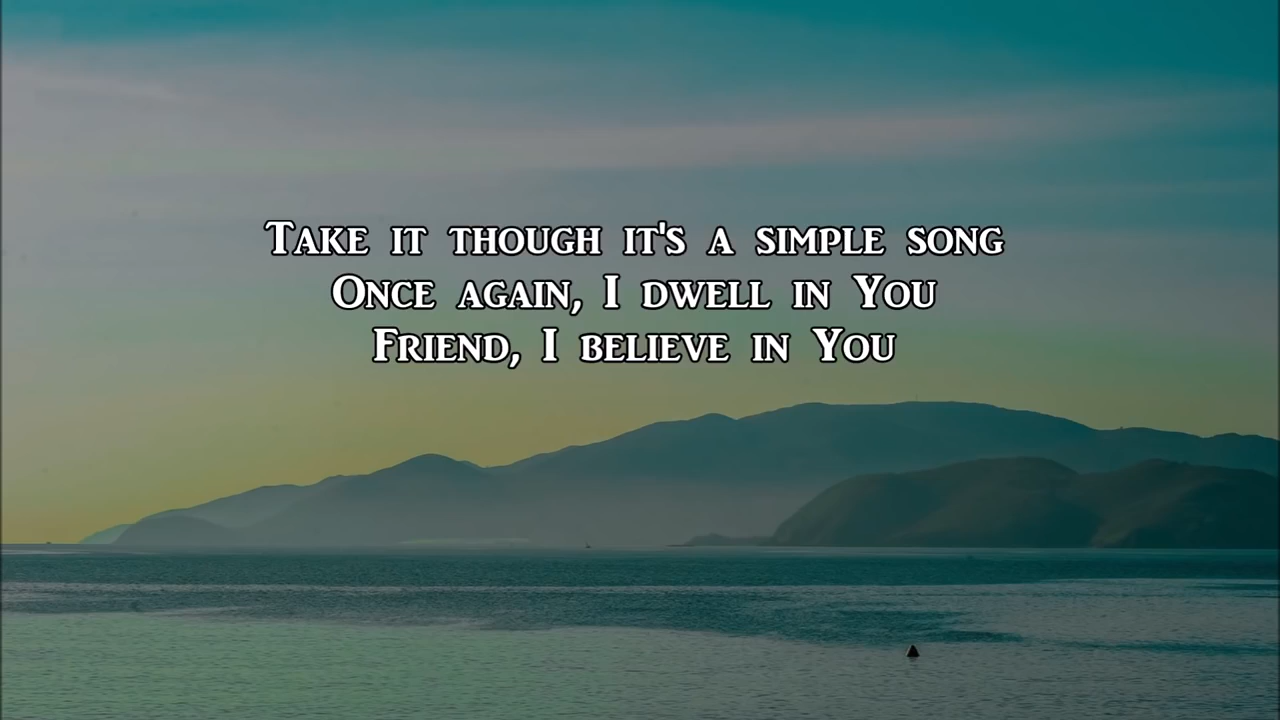 Take it though it's a simple song
Once again, I dwell in You
Friend, I believe in You